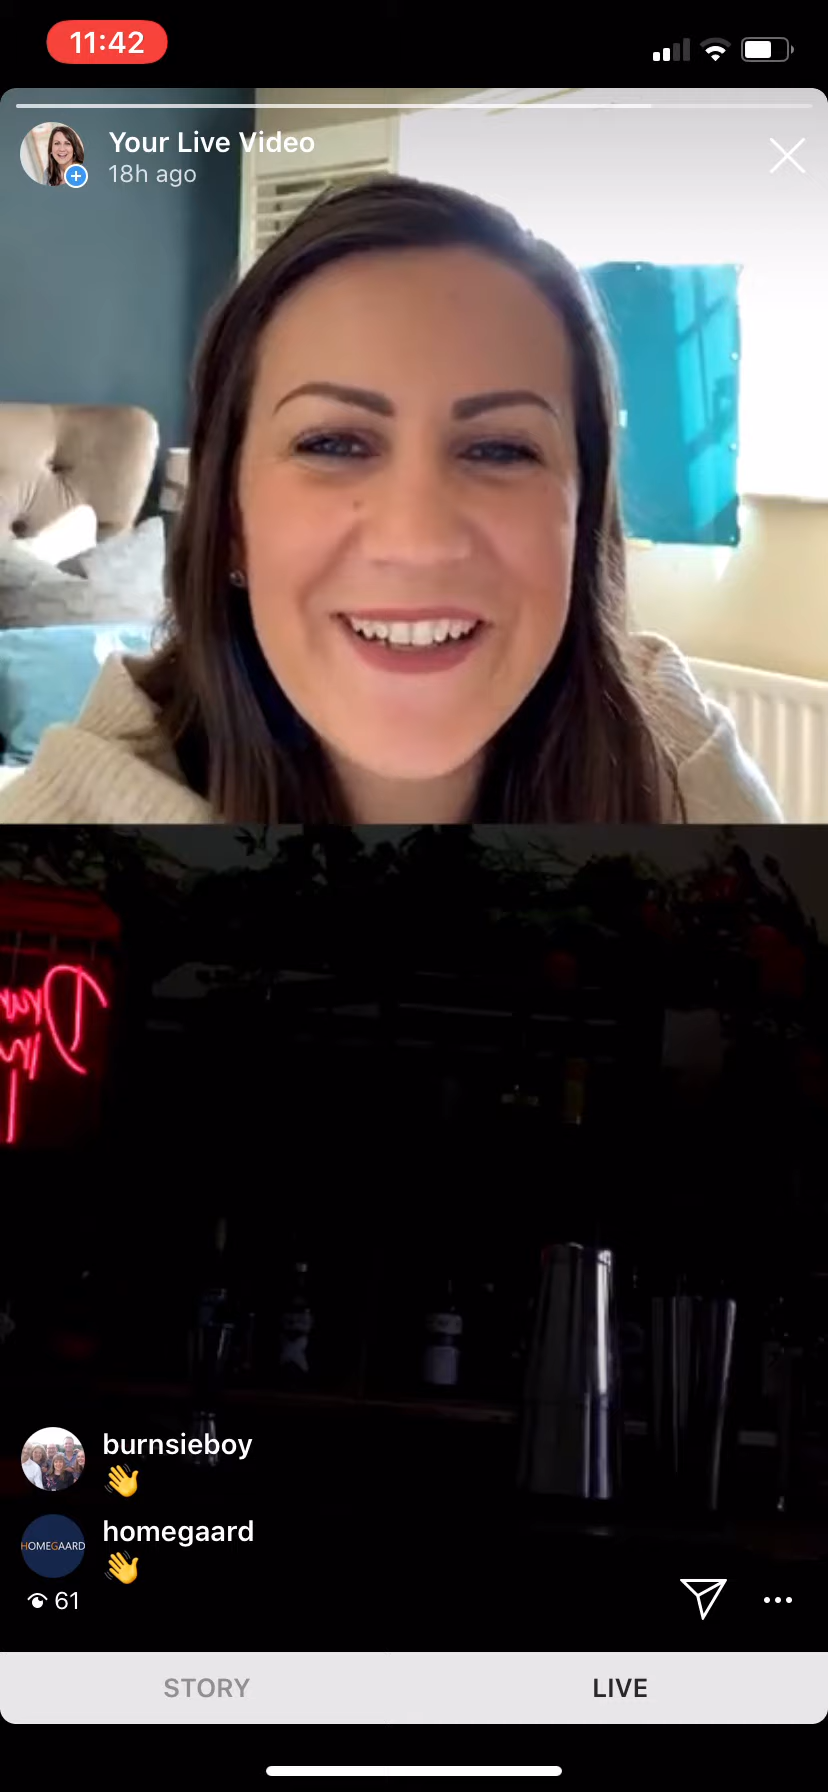 11:42
Your Live Video
18h ago
burnsieboy
👋
HOMEGAARD
homegaard
👋
61
STORY
LIVE